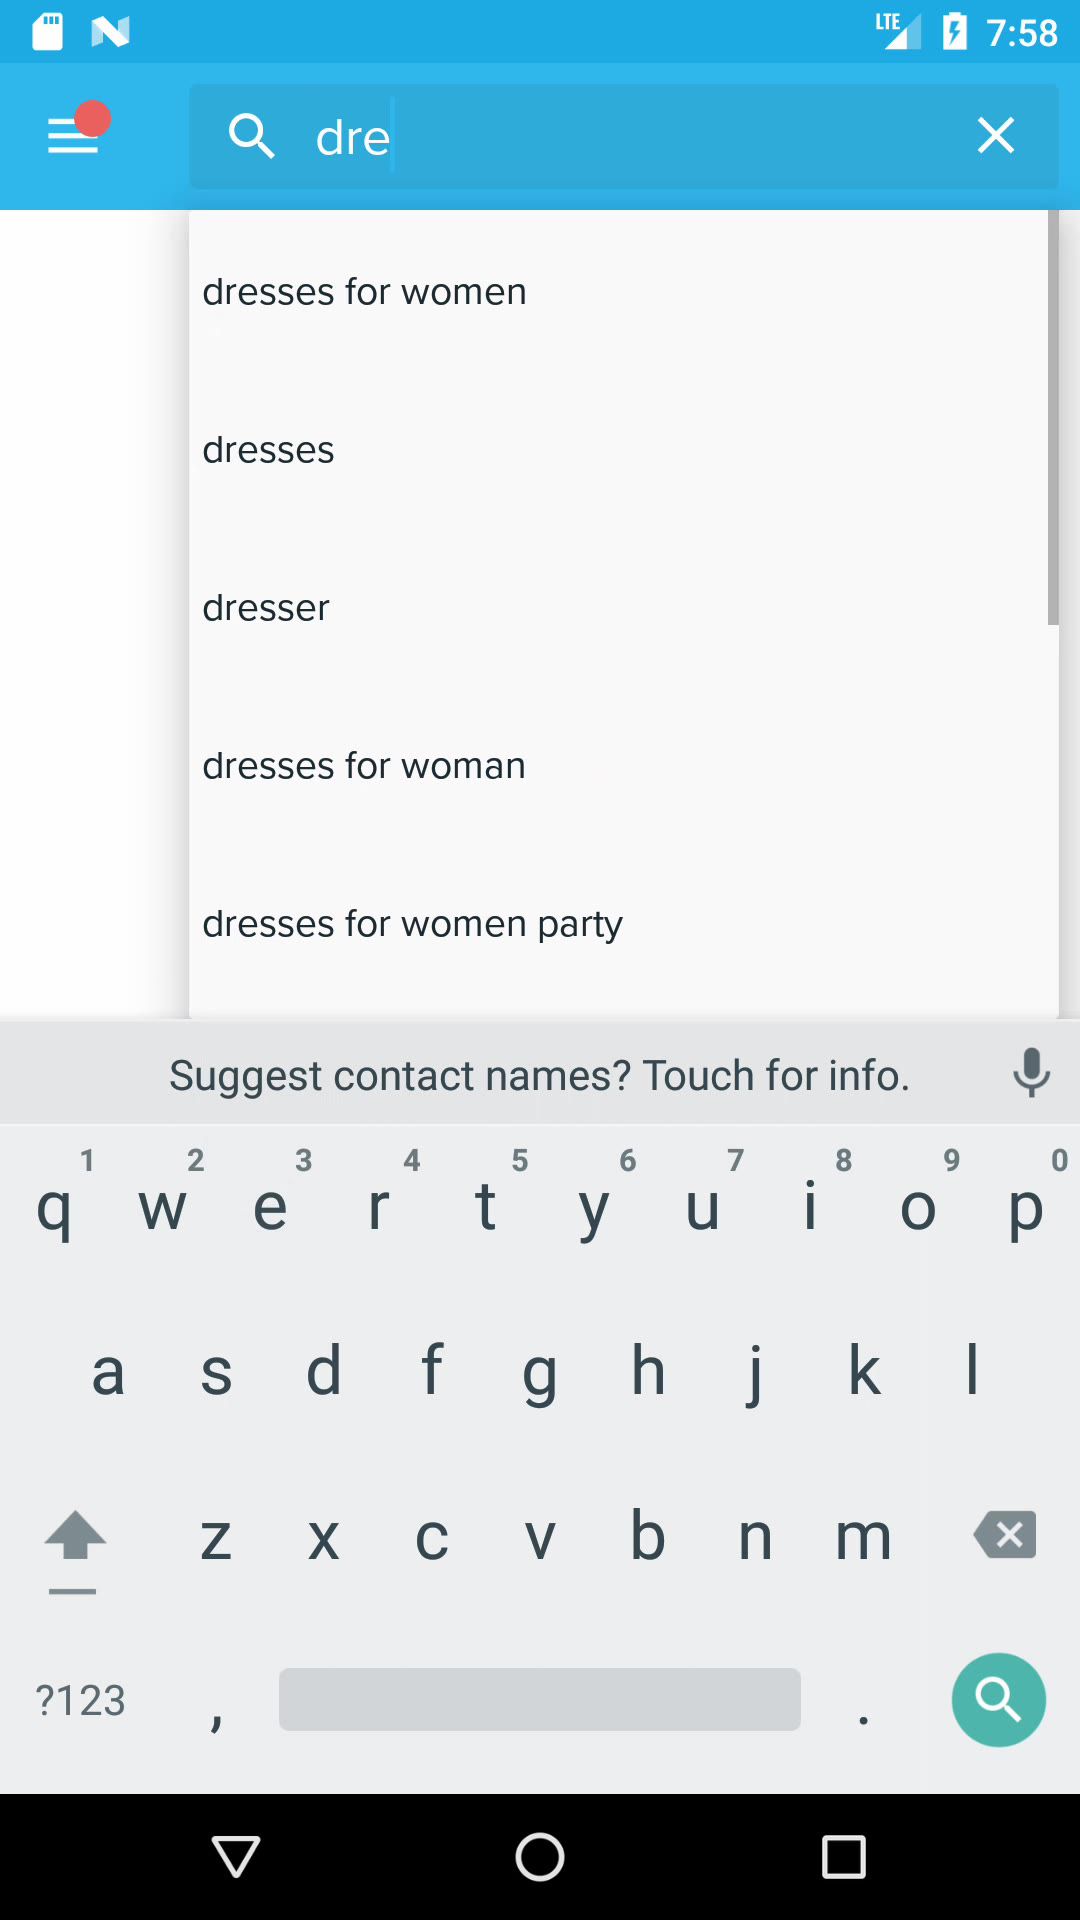 LTE 7:58
dre
dresses for women
dresses
dresser
dresses for woman
dresses for women party
Suggest contact names? Touch for info.
1 2 3 4 5 6 7 8 9 0
q w e r t y u i o p
a s d f g h j k l
z x c v b n m
?123 , .